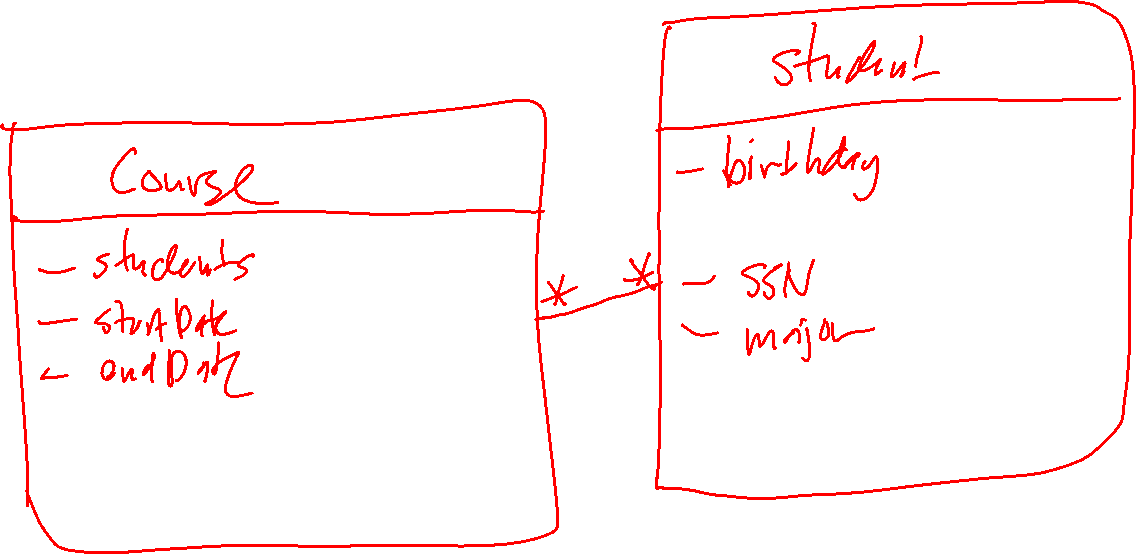 Course
- students
- startDate
- endDate
*
*
Student
- birthday
- SSN
- major